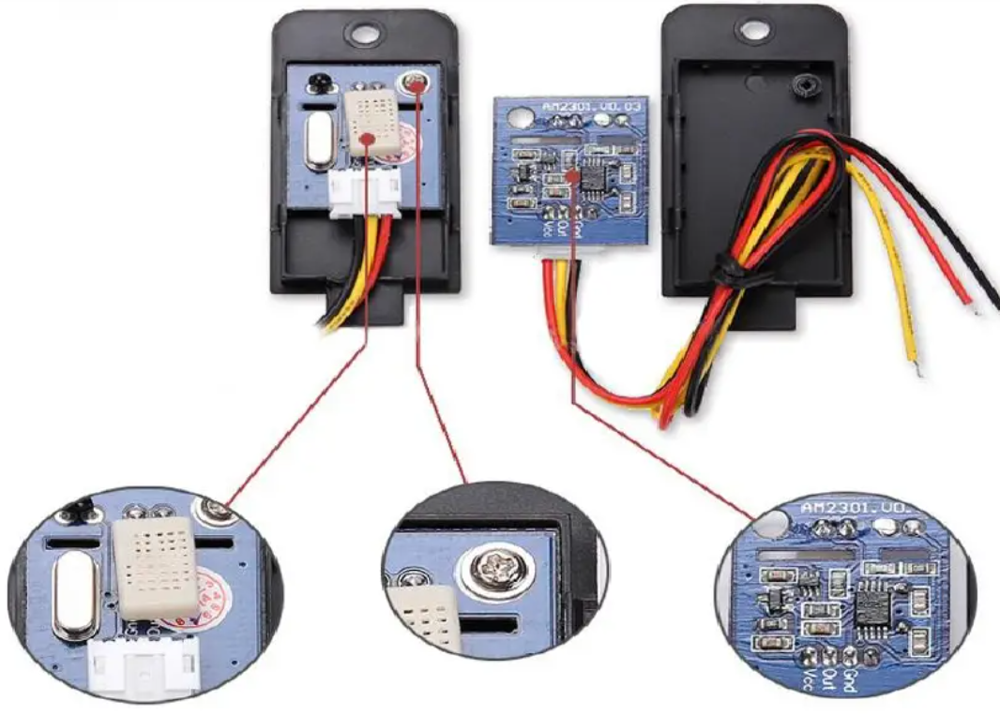 AM2301.V0.03
Vcc
Out
Gnd
AM2301.V0.
Vcc
Out
Gnd